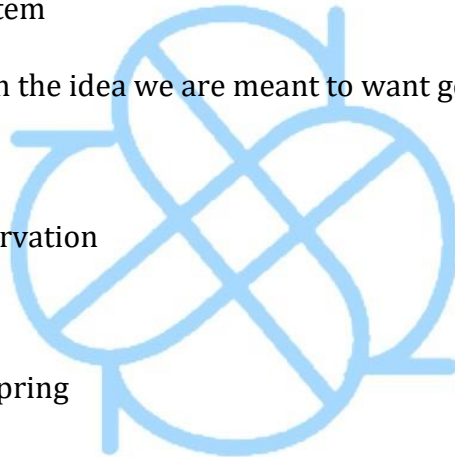 tem
the idea we are meant to want g
rvation
pring